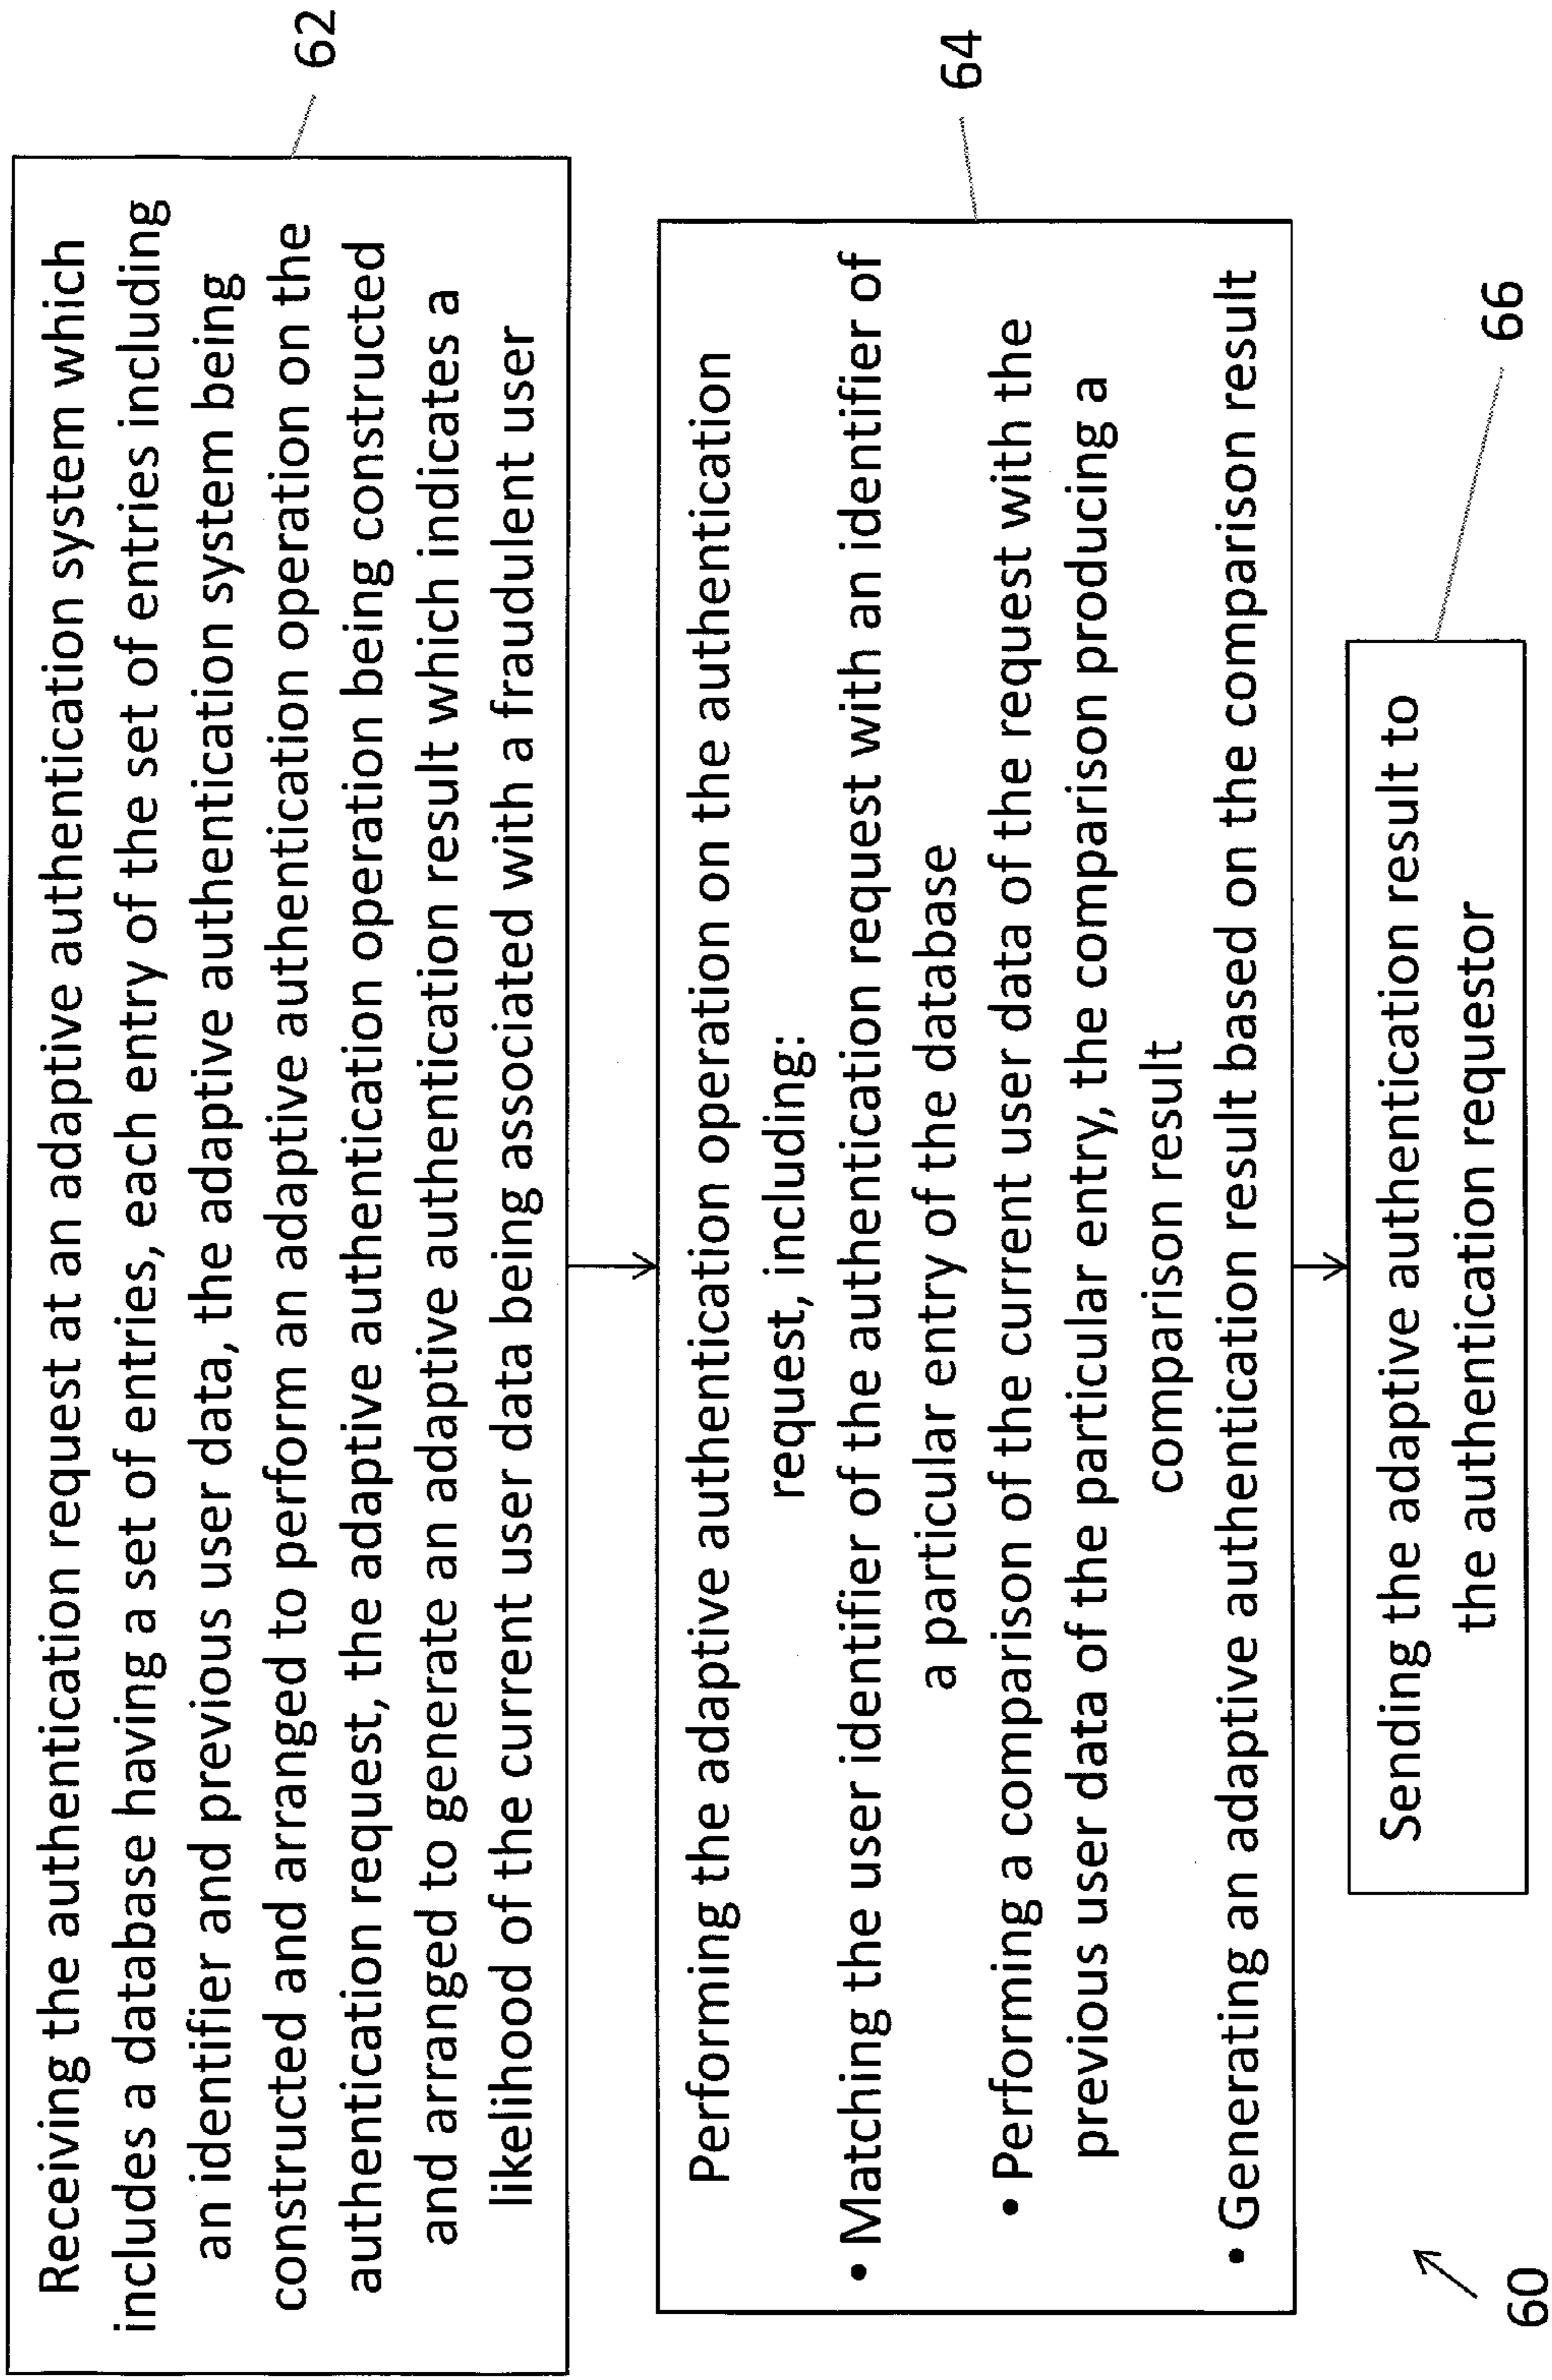 Receiving the authentication request at an adaptive authentication system which
includes a database having a set of entries, each entry of the set of entries including
an identifier and previous user data, the adaptive authentication system being
constructed and arranged to perform an adaptive authentication operation on the
authentication request, the adaptive authentication operation being constructed
and arranged to generate an adaptive authentication result which indicates a
likelihood of the current user data being associated with a fraudulent user
62
Performing the adaptive authentication operation on the authentication
request, including:
• Matching the user identifier of the authentication request with an identifier of
a particular entry of the database
• Performing a comparison of the current user data of the request with the
previous user data of the particular entry, the comparison producing a
comparison result
• Generating an adaptive authentication result based on the comparison result
64
Sending the adaptive authentication result to
the authentication requestor
66
60